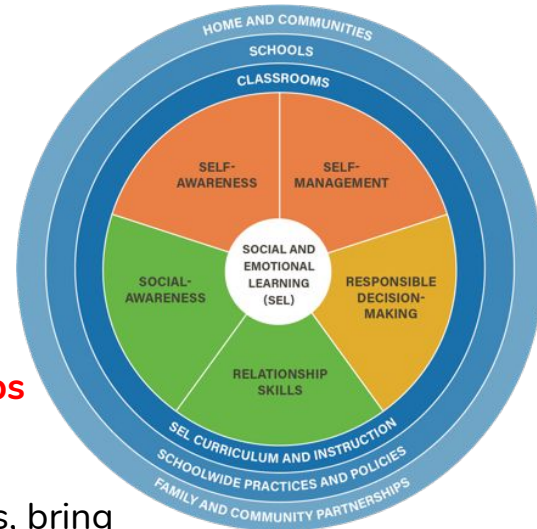 HOME AND COMMUNITIES
SCHOOLS
CLASSROOMS
SELF-
AWARENESS
SELF-
MANAGEMENT
SOCIAL AND
EMOTIONAL
LEARNING
(SEL)
SOCIAL-
AWARENESS
RESPONSIBLE
DECISION-
MAKING
RELATIONSHIP
SKILLS
SEL CURRICULUM AND INSTRUCTION
SCHOOLWIDE PRACTICES AND POLICIES
FAMILY AND COMMUNITY PARTNERSHIPS
s, bring